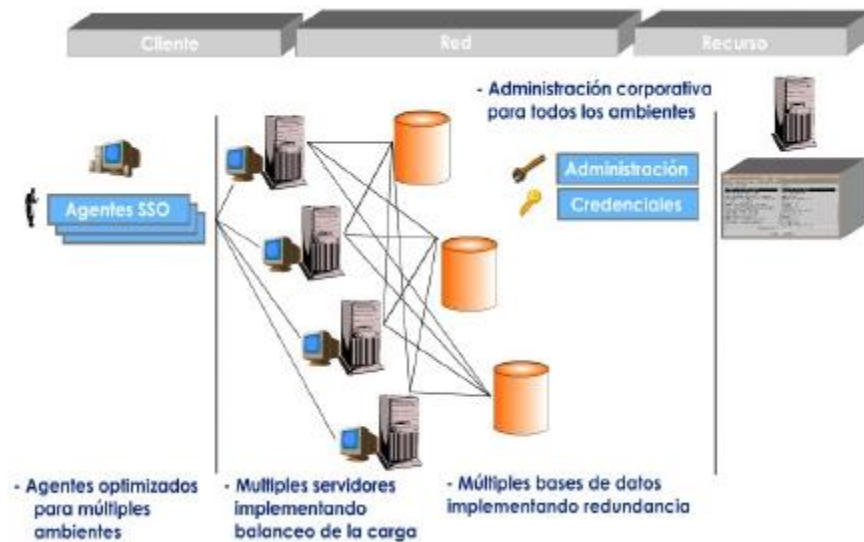 Cliente
Red
Recurso
- Administración corporativa
para todos los ambientes
Agentes SSO
Administración
Credenciales
- Agentes optimizados
para múltiples
ambientes
- Multiples servidores
implementando
balanceo de la carga
- Múltiples bases de datos
implementando redundancia